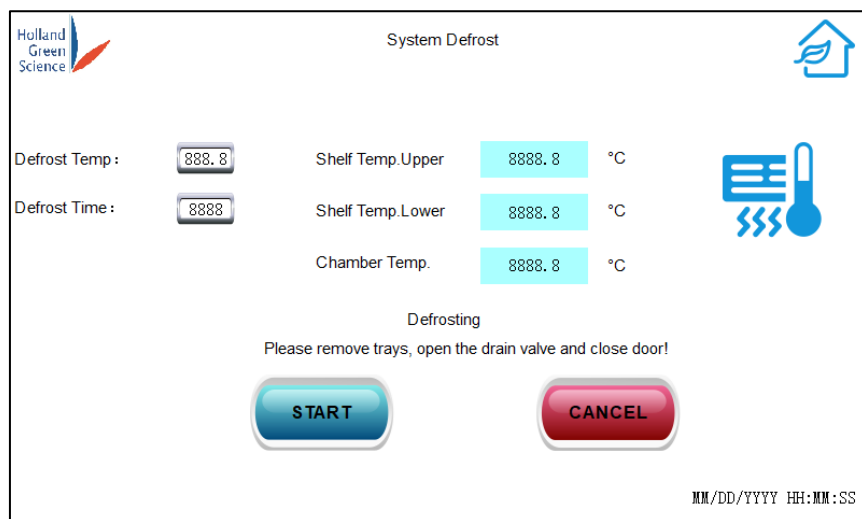 Holland
Green
Science
System Defrost
Defrost Temp:
888.8
Shelf Temp.Upper
8888.8
°C
Defrost Time:
8888
Shelf Temp.Lower
8888.8
°C
Chamber Temp.
8888.8
°C
Defrosting
Please remove trays, open the drain valve and close door!
START
CANCEL
MM/DD/YYYY HH:MM:SS